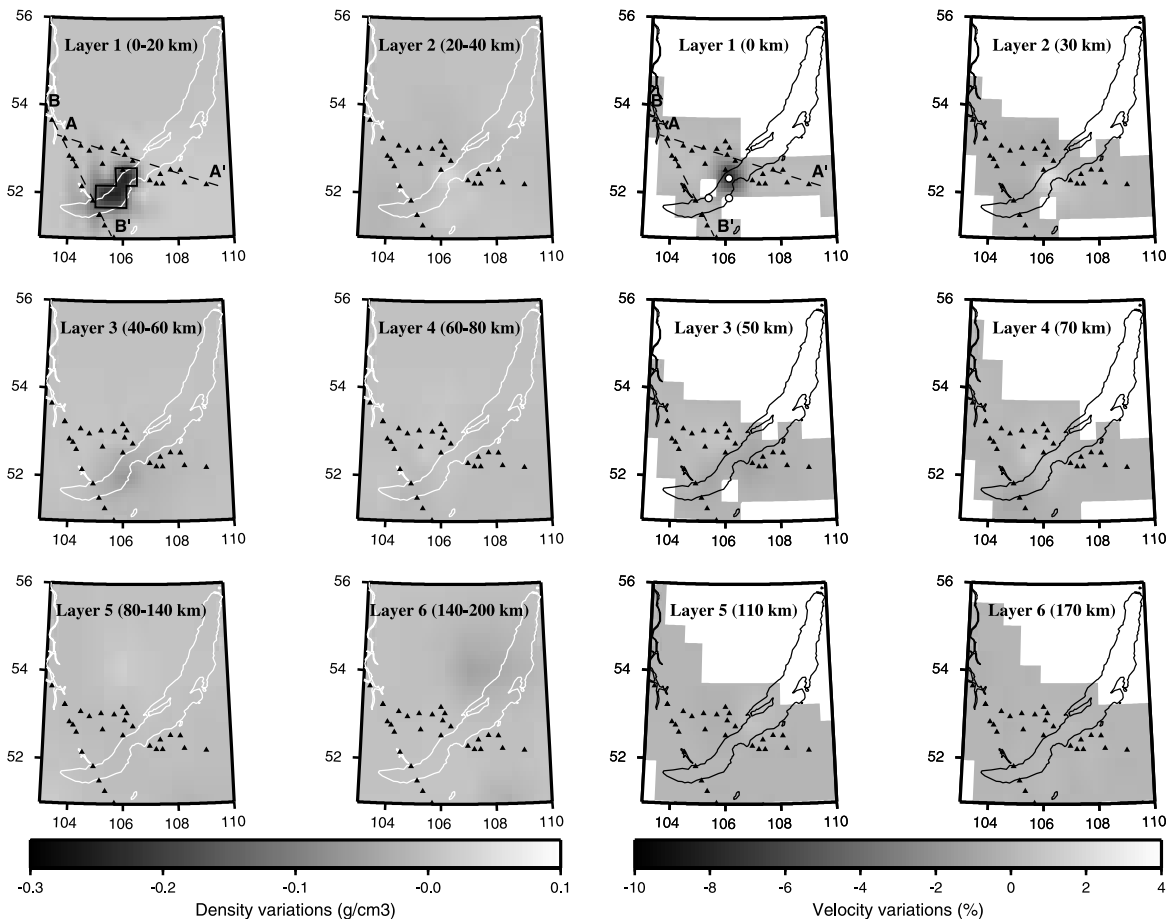 56 Layer 1 (0-20 km) 56 Layer 2 (20-40 km) 56 Layer 1 (0 km) 56 Layer 2 (30 km)
54 54 54 54
B A A' B' B A A' B'
52 52 52 52
104 106 108 110 104 106 108 110 104 106 108 110 104 106 108 110
56 Layer 3 (40-60 km) 56 Layer 4 (60-80 km) 56 Layer 3 (50 km) 56 Layer 4 (70 km)
54 54 54 54
52 52 52 52
104 106 108 110 104 106 108 110 104 106 108 110 104 106 108 110
56 Layer 5 (80-140 km) 56 Layer 6 (140-200 km) 56 Layer 5 (110 km) 56 Layer 6 (170 km)
54 54 54 54
52 52 52 52
104 106 108 110 104 106 108 110 104 106 108 110 104 106 108 110
-0.3 -0.2 -0.1 -0.0 0.1
Density variations (g/cm3)
-10 -8 -6 -4 -2 0 2 4
Velocity variations (%)